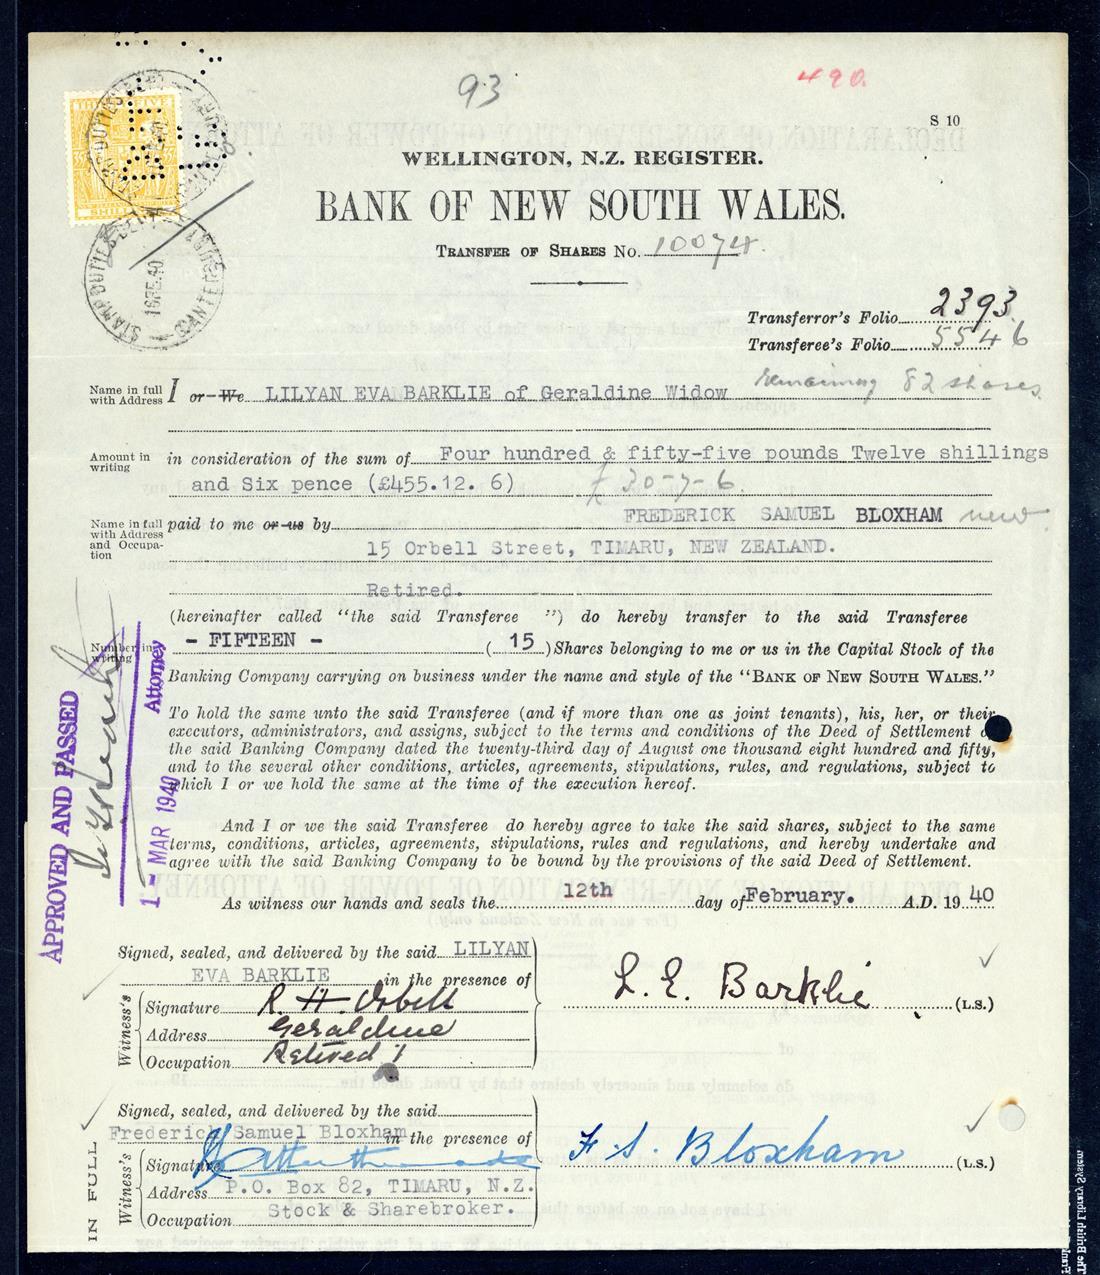 93
490.
S 10
WELLINGTON, N.Z. REGISTER.
BANK OF NEW SOUTH WALES.
TRANSFER OF SHARES No. 10074.
Transferror's Folio 2393
Transferee's Folio 5546
remaining 82 shares.
Name in full with Address
I or We LILYAN EVA BARKLIE of Geraldine Widow
Amount in writing
in consideration of the sum of Four hundred & fifty-five pounds Twelve shillings
and Six pence (£455.12. 6) £ 30-7-6.
Name in full with Address and Occupa-tion
paid to me or us by FREDERICK SAMUEL BLOXHAM new
15 Orbell Street, TIMARU, NEW ZEALAND.
Retired.
(hereinafter called "the said Transferee ") do hereby transfer to the said Transferee
Number in writing
- FIFTEEN - ( 15 ) Shares belonging to me or us in the Capital Stock of the
Banking Company carrying on business under the name and style of the "BANK OF NEW SOUTH WALES."
To hold the same unto the said Transferee (and if more than one as joint tenants), his, her, or their
executors, administrators, and assigns, subject to the terms and conditions of the Deed of Settlement
the said Banking Company dated the twenty-third day of August one thousand eight hundred and fifty,
and to the several other conditions, articles, agreements, stipulations, rules, and regulations, subject to
which I or we hold the same at the time of the execution hereof.
And I or we the said Transferee do hereby agree to take the said shares, subject to the same
terms, conditions, articles, agreements, stipulations, rules and regulations, and hereby undertake and
agree with the said Banking Company to be bound by the provisions of the said Deed of Settlement.
As witness our hands and seals the 12th day of February. A.D. 19 40
APPROVED AND PASSED
Attorney
1 - MAR 1940
STAMP DUTIES
16 FE. 40
Signed, sealed, and delivered by the said LILYAN
EVA BARKLIE in the presence of
Witness's
Signature R. H. Orbell
Address Geraldine
Occupation Retired
L. E. Barklie (L.S.)
Signed, sealed, and delivered by the said
Frederick Samuel Bloxham in the presence of
IN FULL
Witness's
Signature
Address P.O. Box 82, TIMARU, N.Z.
Occupation Stock & Sharebroker.
F. S. Bloxham (L.S.)